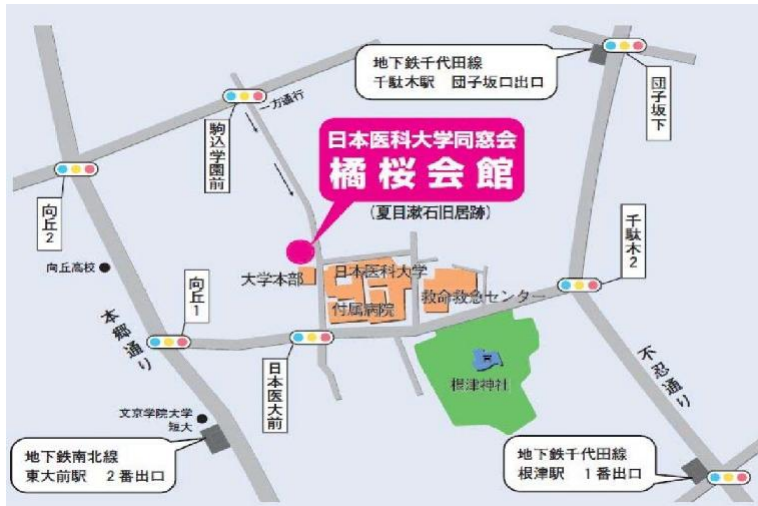 地下鉄千代田線
千駄木駅 団子坂口出口
団子坂下
一方通行
駒込学園前
日本医科大学同窓会
橘桜会館
(夏目漱石旧居跡)
向丘2
千駄木2
向丘高校
大学本部
日本医科大学
付属病院
救命救急センター
向丘1
本郷通り
日本医大前
根津神社
不忍通り
文京学院大学
短大
地下鉄南北線
東大前駅 2番出口
地下鉄千代田線
根津駅 1番出口